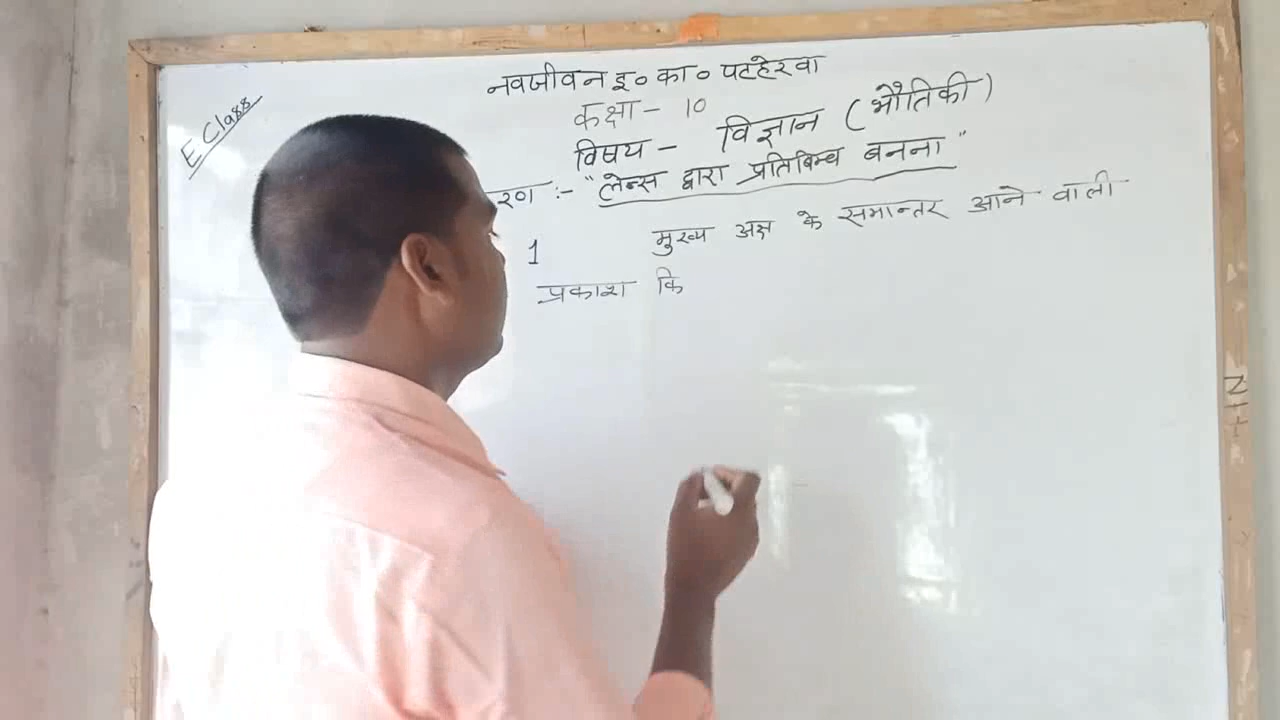 E Class
नवजीवन इ० का० पटहेरवा
कक्षा - 10
विषय - विज्ञान (भौतिकी)
रण :- "लेन्स द्वारा प्रतिबिम्ब बनना"
1 मुख्य अक्ष के समान्तर आने वाली
प्रकाश कि